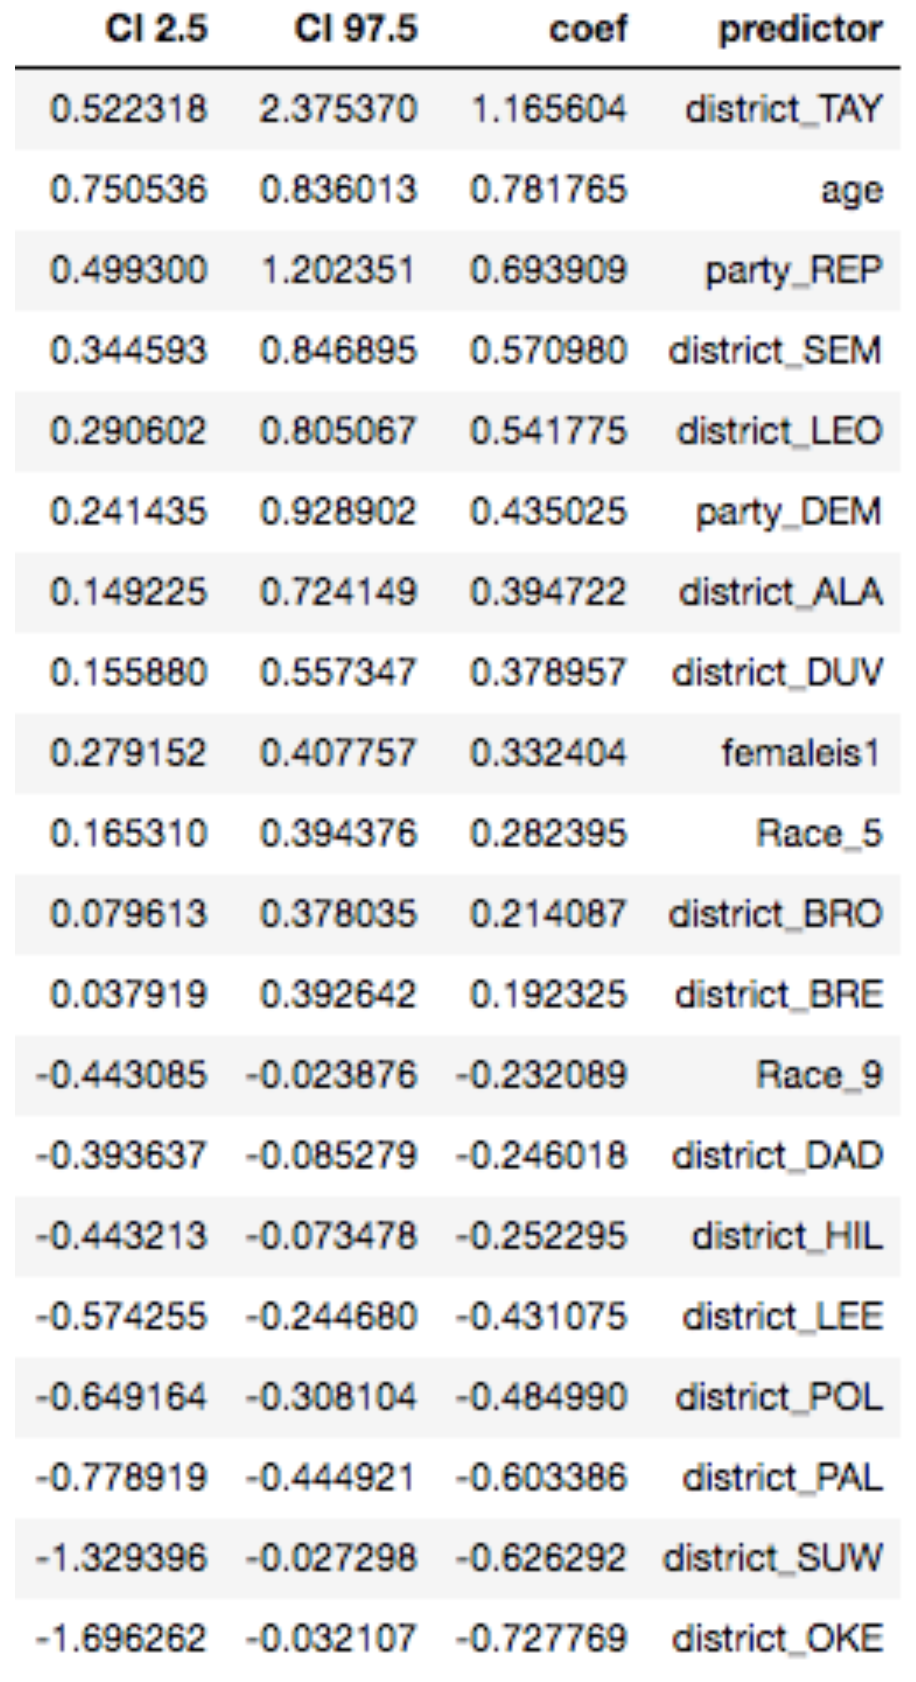 CI 2.5 CI 97.5 coef predictor
0.522318 2.375370 1.165604 district_TAY
0.750536 0.836013 0.781765 age
0.499300 1.202351 0.693909 party_REP
0.344593 0.846895 0.570980 district_SEM
0.290602 0.805067 0.541775 district_LEO
0.241435 0.928902 0.435025 party_DEM
0.149225 0.724149 0.394722 district_ALA
0.155880 0.557347 0.378957 district_DUV
0.279152 0.407757 0.332404 femaleis1
0.165310 0.394376 0.282395 Race_5
0.079613 0.378035 0.214087 district_BRO
0.037919 0.392642 0.192325 district_BRE
-0.443085 -0.023876 -0.232089 Race_9
-0.393637 -0.085279 -0.246018 district_DAD
-0.443213 -0.073478 -0.252295 district_HIL
-0.574255 -0.244680 -0.431075 district_LEE
-0.649164 -0.308104 -0.484990 district_POL
-0.778919 -0.444921 -0.603386 district_PAL
-1.329396 -0.027298 -0.626292 district_SUW
-1.696262 -0.032107 -0.727769 district_OKE